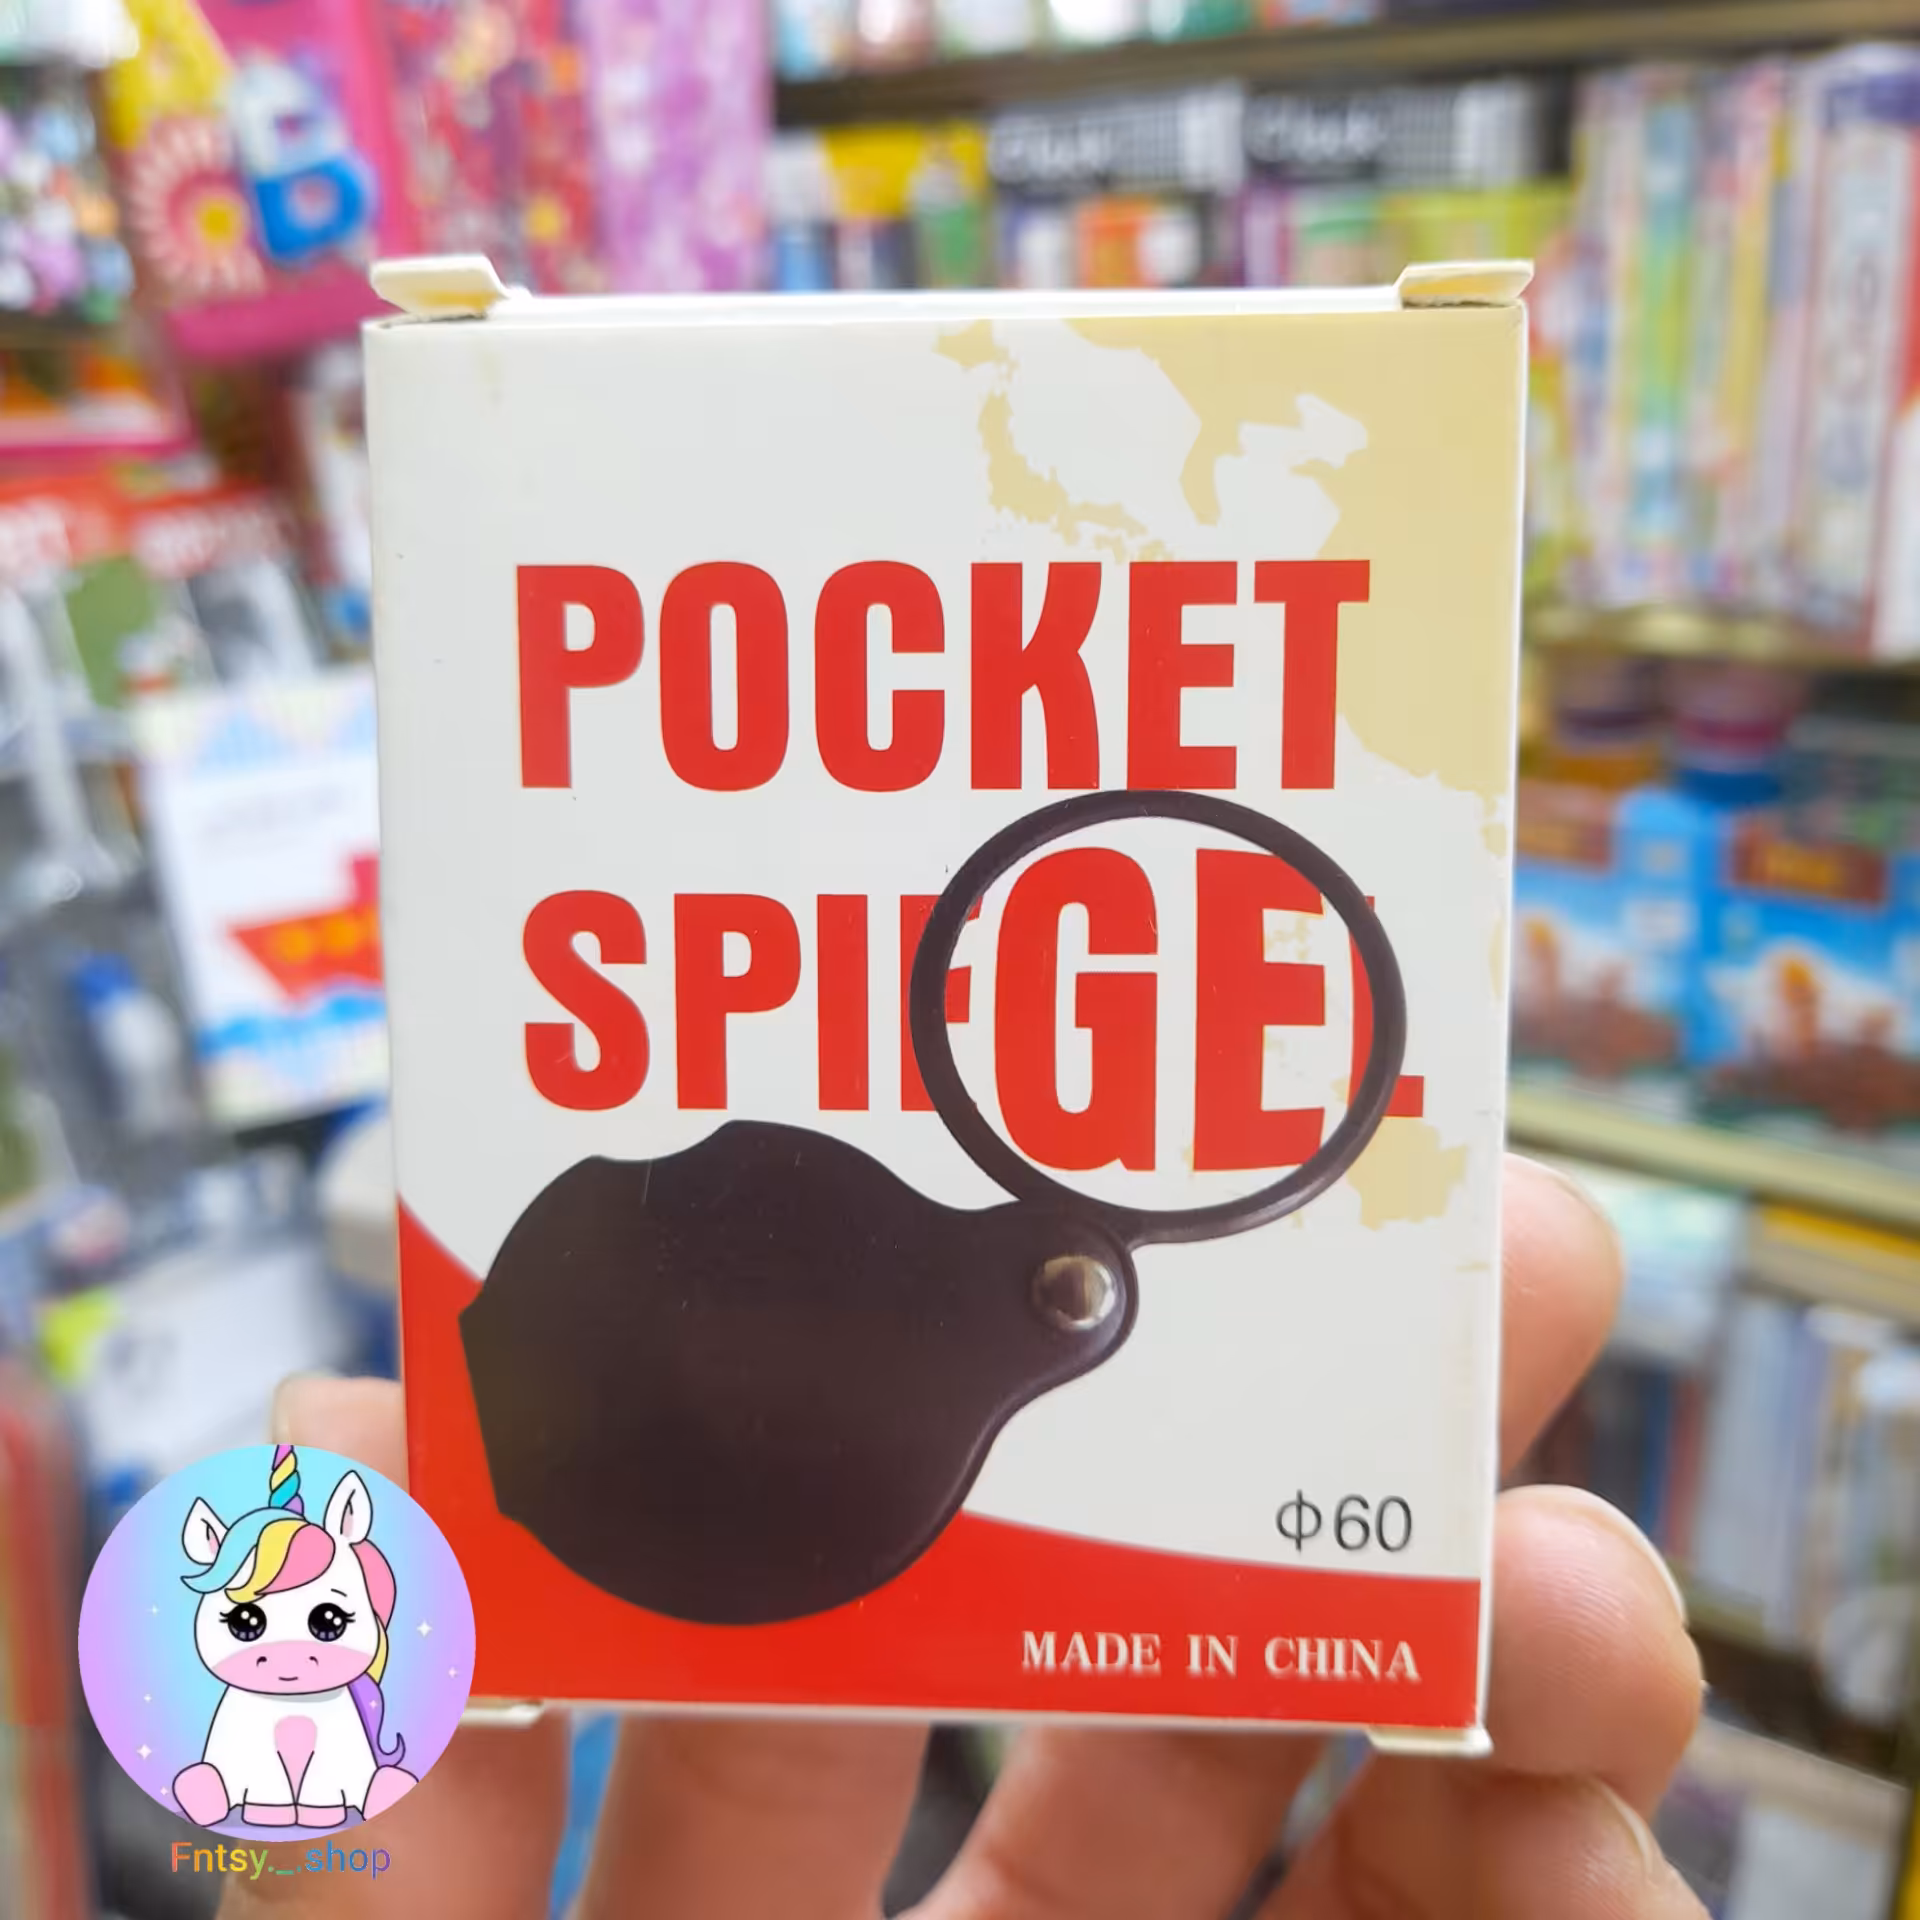 POCKET
SPIEGEL
Φ60
MADE IN CHINA
Fntsy._.shop